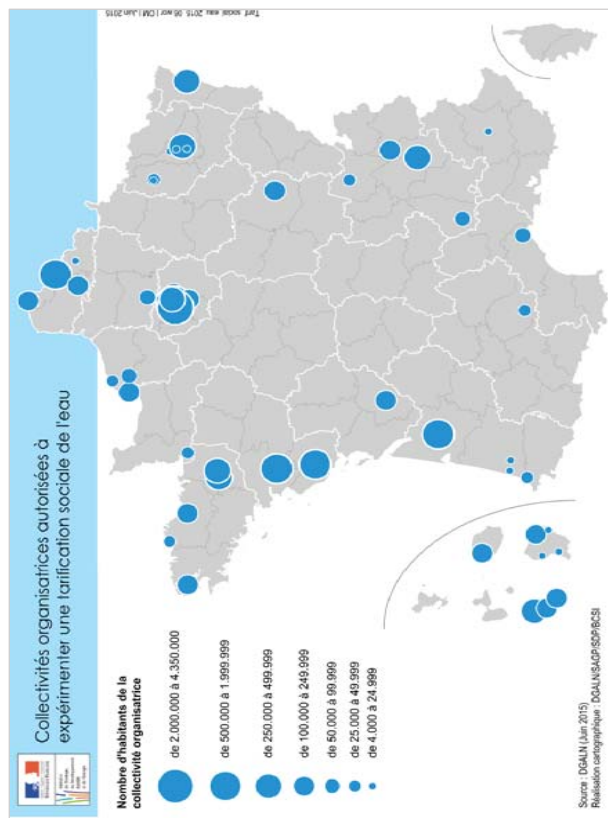 Collectivités organisatrices autorisées à
expérimenter une tarification sociale de l'eau
Nombre d'habitants de la
collectivité organisatrice
de 2.000.000 à 4.350.000
de 500.000 à 1.999.999
de 250.000 à 499.999
de 100.000 à 249.999
de 50.000 à 99.999
de 25.000 à 49.999
de 4.000 à 24.999
Source : DGALN (Juin 2015)
Réalisation cartographique : DGALN/SAGP/SDP/BCSI
Tarif social eau 2015 06.wor | DMI | Juin 2015